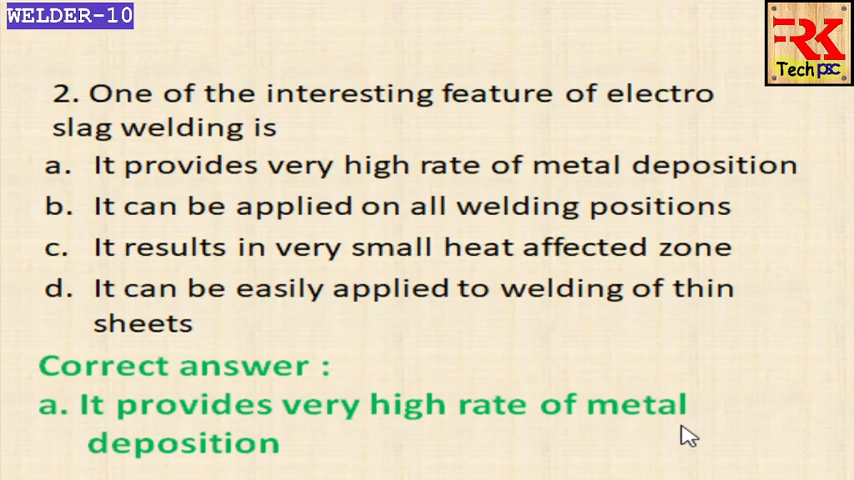 WELDER-10
RK
Tech psc
2. One of the interesting feature of electro
slag welding is
a. It provides very high rate of metal deposition
b. It can be applied on all welding positions
c. It results in very small heat affected zone
d. It can be easily applied to welding of thin
sheets
Correct answer :
a. It provides very high rate of metal
deposition